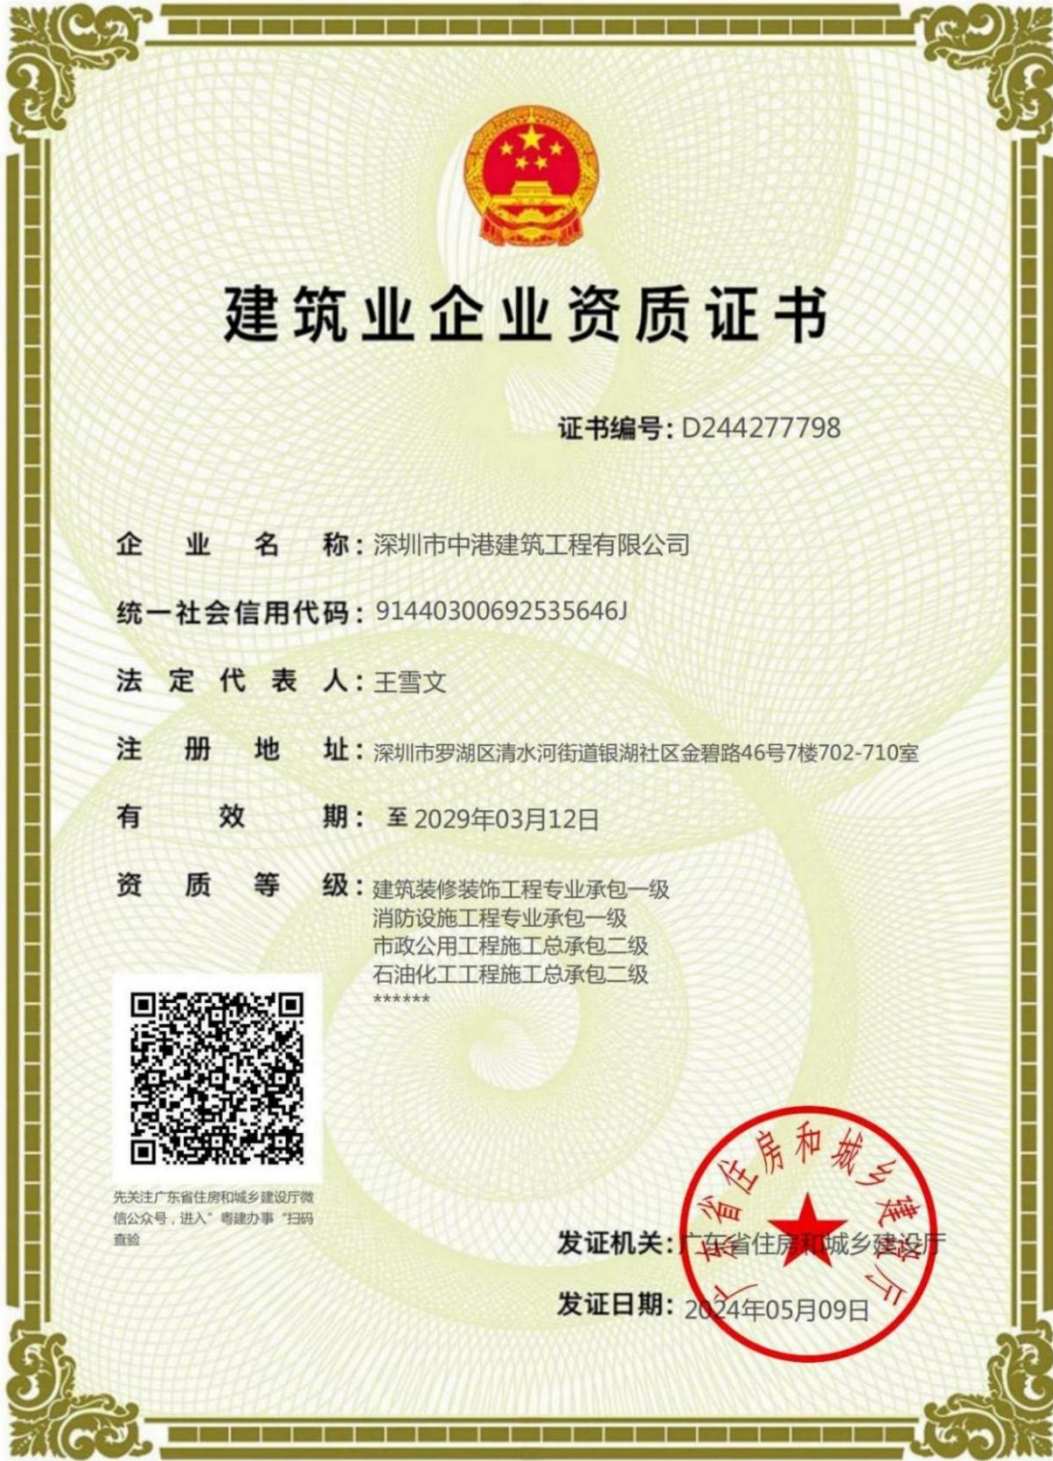 建筑业企业资质证书
证书编号：D244277798
企业名称：深圳市中港建筑工程有限公司
统一社会信用代码：91440300692535646J
法定代表人：王雪文
注册地址：深圳市罗湖区清水河街道银湖社区金碧路46号7楼702-710室
有效期：至 2029年03月12日
资质等级：建筑装修装饰工程专业承包一级
消防设施工程专业承包一级
市政公用工程施工总承包二级
石油化工工程施工总承包二级
******
先关注广东省住房和城乡建设厅微
信公众号，进入“粤建办事“扫码
查验
广东省住房和城乡建设厅
发证机关：广东省住房和城乡建设厅
发证日期：2024年05月09日